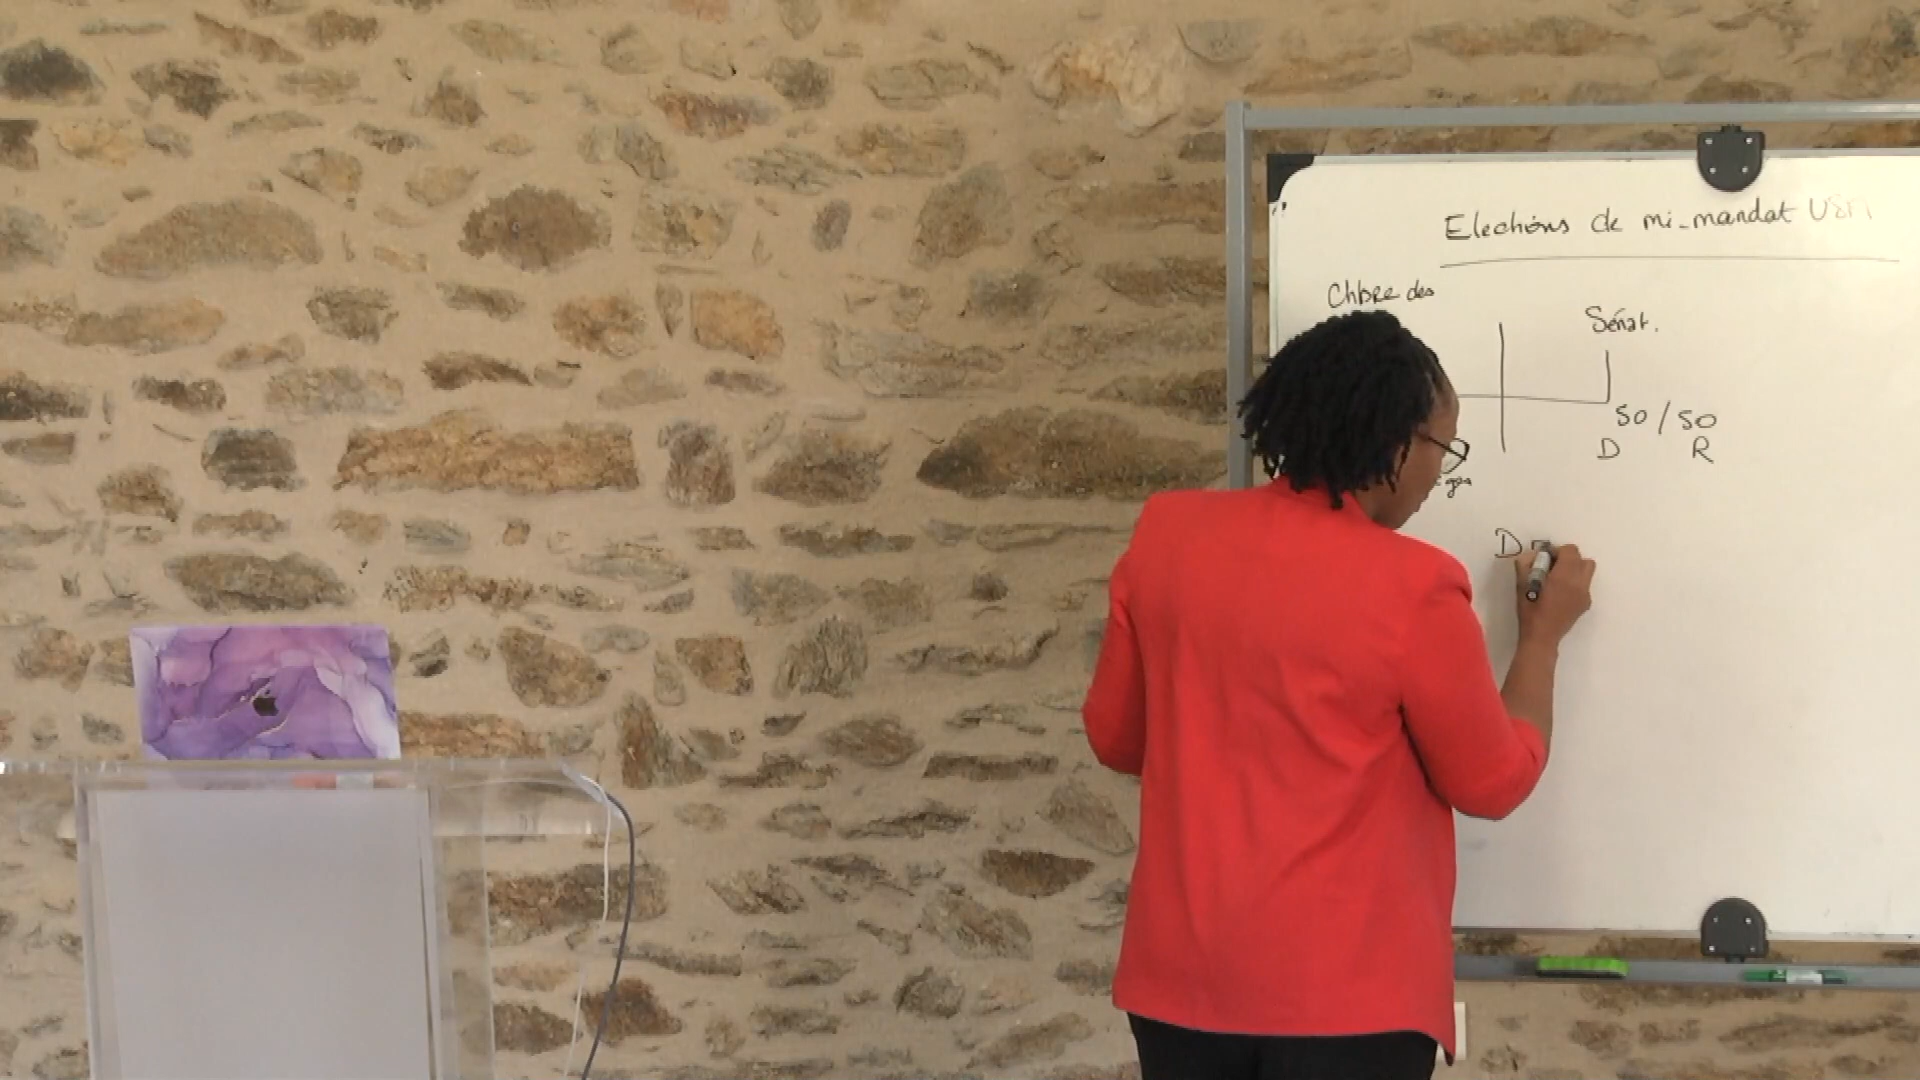 Elections de mi-mandat USA
Chbre des
Sénat.
50 / 50
D R
D